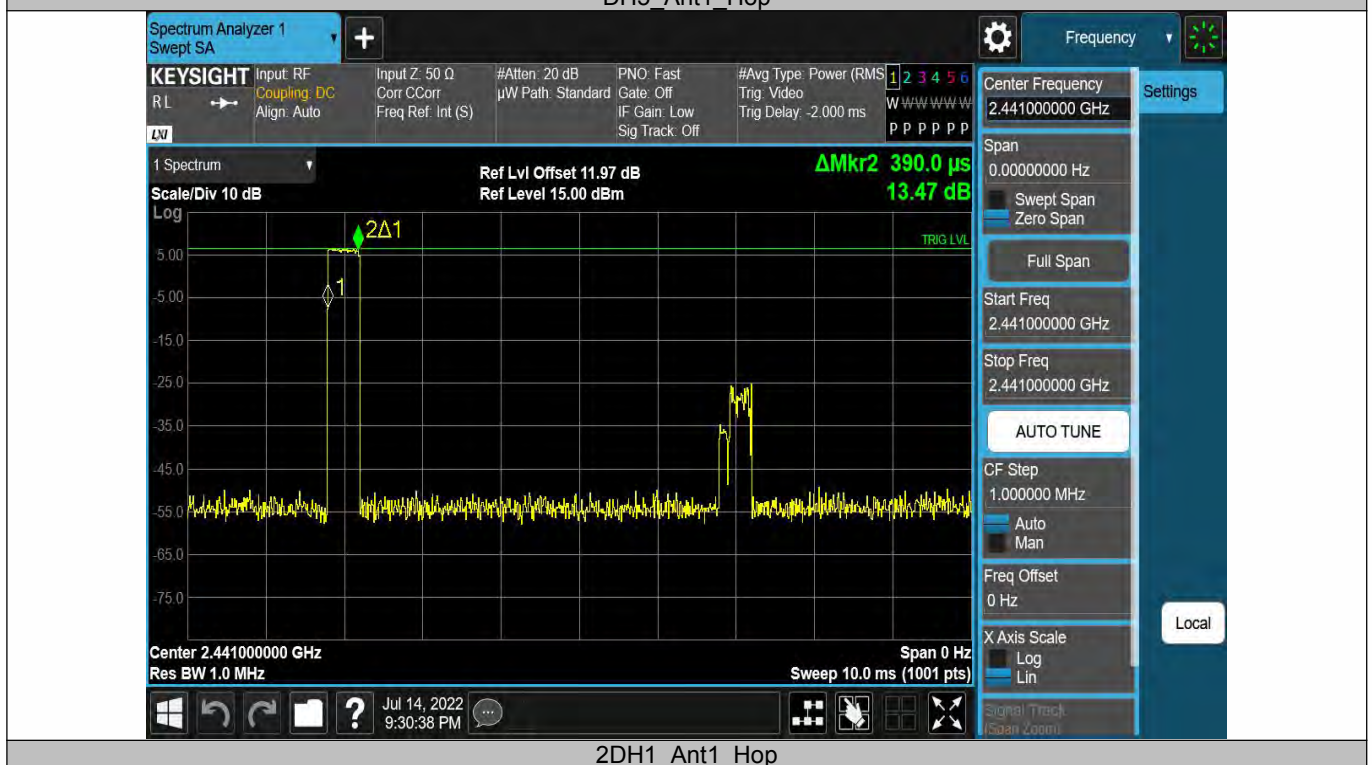 DH5_Ant1_Hop
Spectrum Analyzer 1
Swept SA
Frequency
KEYSIGHT
R L
LXI
Input: RF
Coupling: DC
Align: Auto
Input Z: 50 Ω
Corr CCorr
Freq Ref: Int (S)
#Atten: 20 dB
µW Path: Standard
PNO: Fast
Gate: Off
IF Gain: Low
Sig Track: Off
#Avg Type: Power (RMS
Trig: Video
Trig Delay: -2.000 ms
1 2 3 4 5 6
W W W W W W
P P P P P P
Center Frequency
2.441000000 GHz
Settings
Span
0.00000000 Hz
Swept Span
Zero Span
Full Span
Start Freq
2.441000000 GHz
Stop Freq
2.441000000 GHz
AUTO TUNE
CF Step
1.000000 MHz
Auto
Man
Freq Offset
0 Hz
X Axis Scale
Log
Lin
Signal Track
(Span Zoom)
Local
1 Spectrum
Scale/Div 10 dB
Log
Ref Lvl Offset 11.97 dB
Ref Level 15.00 dBm
ΔMkr2 390.0 µs
13.47 dB
2Δ1
TRIG LVL
1
5.00
-5.00
-15.0
-25.0
-35.0
-45.0
-55.0
-65.0
-75.0
Center 2.441000000 GHz
Span 0 Hz
Res BW 1.0 MHz
Sweep 10.0 ms (1001 pts)
?
Jul 14, 2022
9:30:38 PM
2DH1_Ant1_Hop